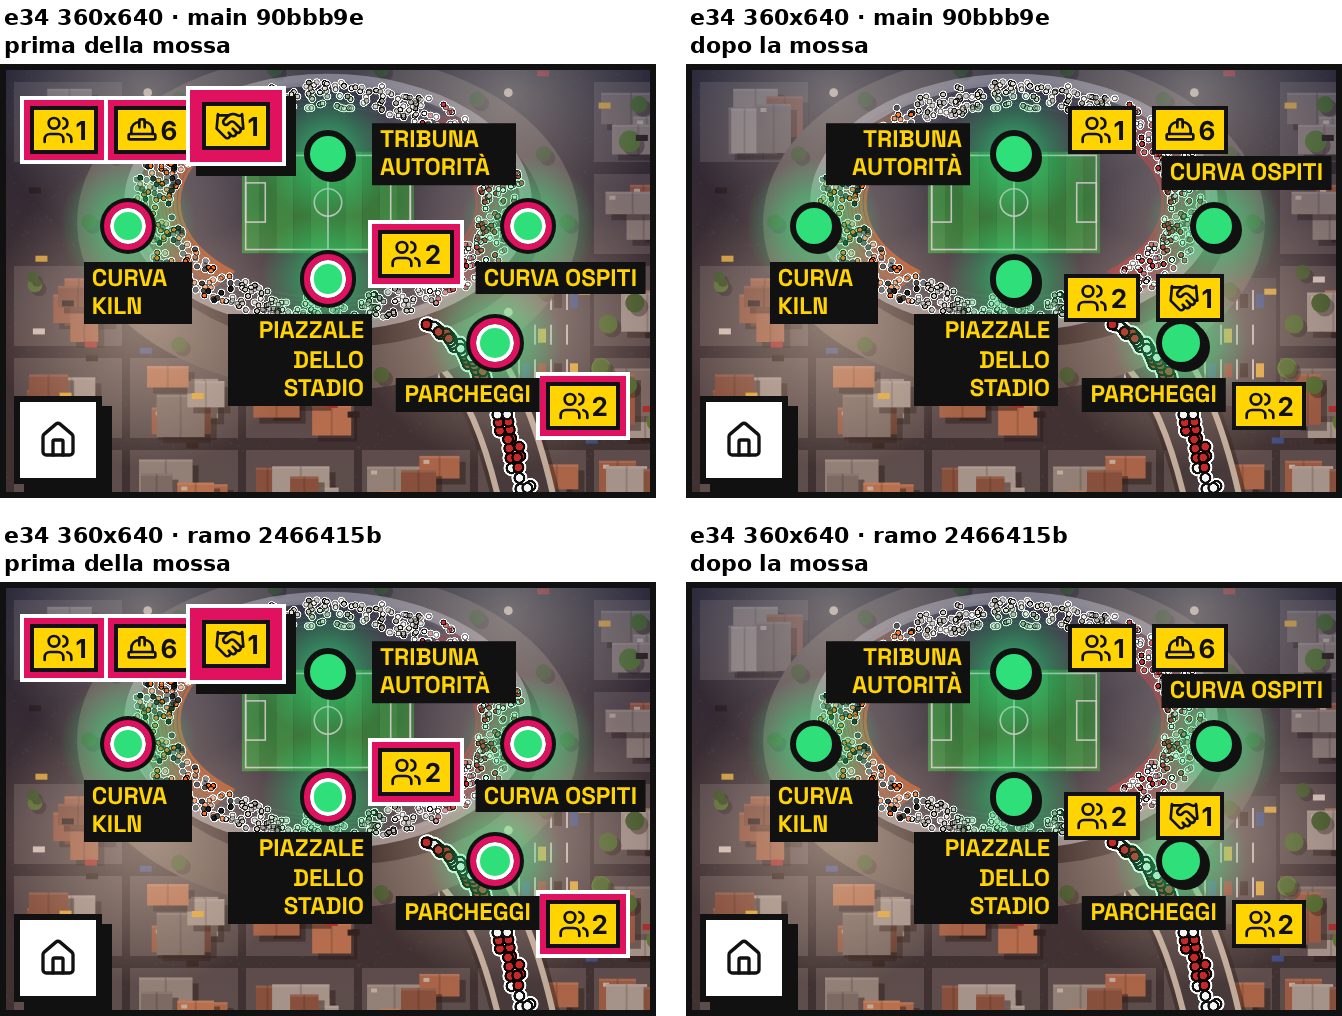 e34 360x640 · main 90bbb9e
prima della mossa
1
6
1
TRIBUNA
AUTORITÀ
2
CURVA
KILN
CURVA OSPITI
PIAZZALE
DELLO
STADIO
PARCHEGGI
2
e34 360x640 · main 90bbb9e
dopo la mossa
1
6
TRIBUNA
AUTORITÀ
CURVA OSPITI
CURVA
KILN
2
1
PIAZZALE
DELLO
STADIO
PARCHEGGI
2
e34 360x640 · ramo 2466415b
prima della mossa
1
6
1
TRIBUNA
AUTORITÀ
2
CURVA
KILN
CURVA OSPITI
PIAZZALE
DELLO
STADIO
PARCHEGGI
2
e34 360x640 · ramo 2466415b
dopo la mossa
1
6
TRIBUNA
AUTORITÀ
CURVA OSPITI
CURVA
KILN
2
1
PIAZZALE
DELLO
STADIO
PARCHEGGI
2